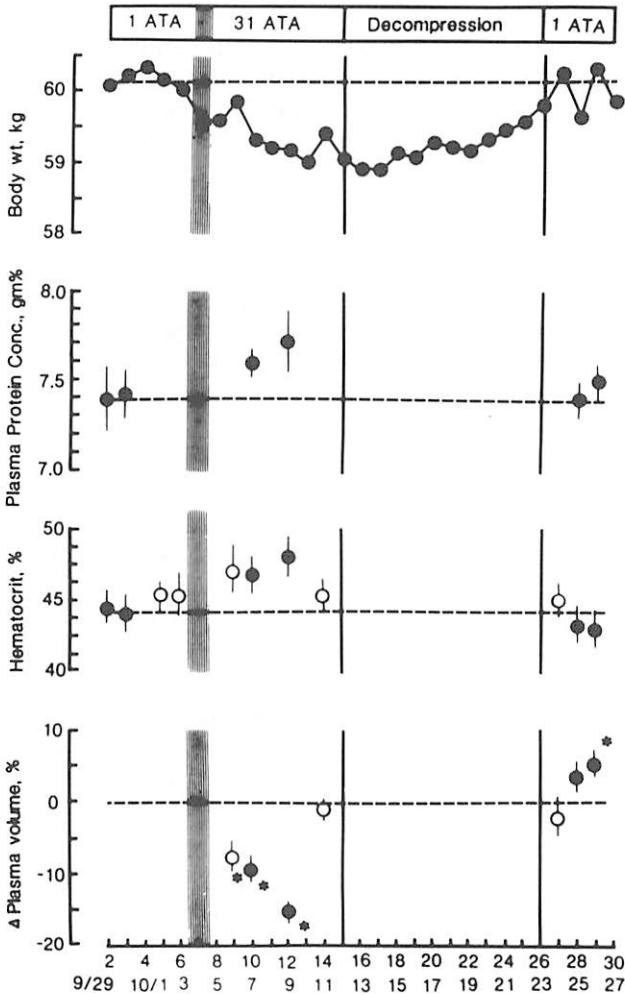 1 ATA 31 ATA Decompression 1 ATA
Body wt, kg
60
59
58
Plasma Protein Conc., gm%
8.0
7.5
7.0
Hematocrit, %
50
45
40
Δ Plasma volume, %
10
0
-10
-20
* * * *
2 4 6 8 10 12 14 16 18 20 22 24 26 28 30
9/29 10/1 3 5 7 9 11 13 15 17 19 21 23 25 27